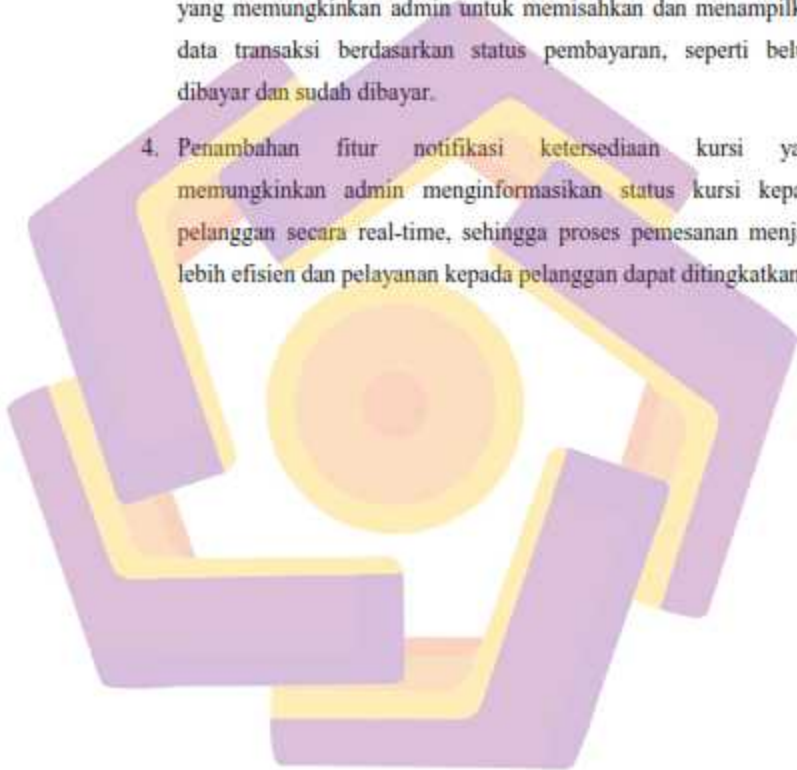 yang memungkinkan admin untuk memisahkan dan menampilk
data transaksi berdasarkan status pembayaran, seperti bel
dibayar dan sudah dibayar.
4. Penambahan fitur notifikasi ketersediaan kursi ya
memungkinkan admin menginformasikan status kursi kepa
pelanggan secara real-time, sehingga proses pemesanan menj
lebih efisien dan pelayanan kepada pelanggan dapat ditingkatkan